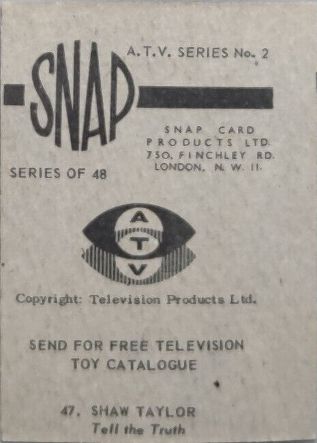 A.T.V. SERIES No. 2
SNAP
SNAP CARD
PRODUCTS LTD.
750, FINCHLEY RD.
LONDON, N. W. 11.
SERIES OF 48
A
T
V
Copyright: Television Products Ltd.
SEND FOR FREE TELEVISION
TOY CATALOGUE
47. SHAW TAYLOR
Tell the Truth